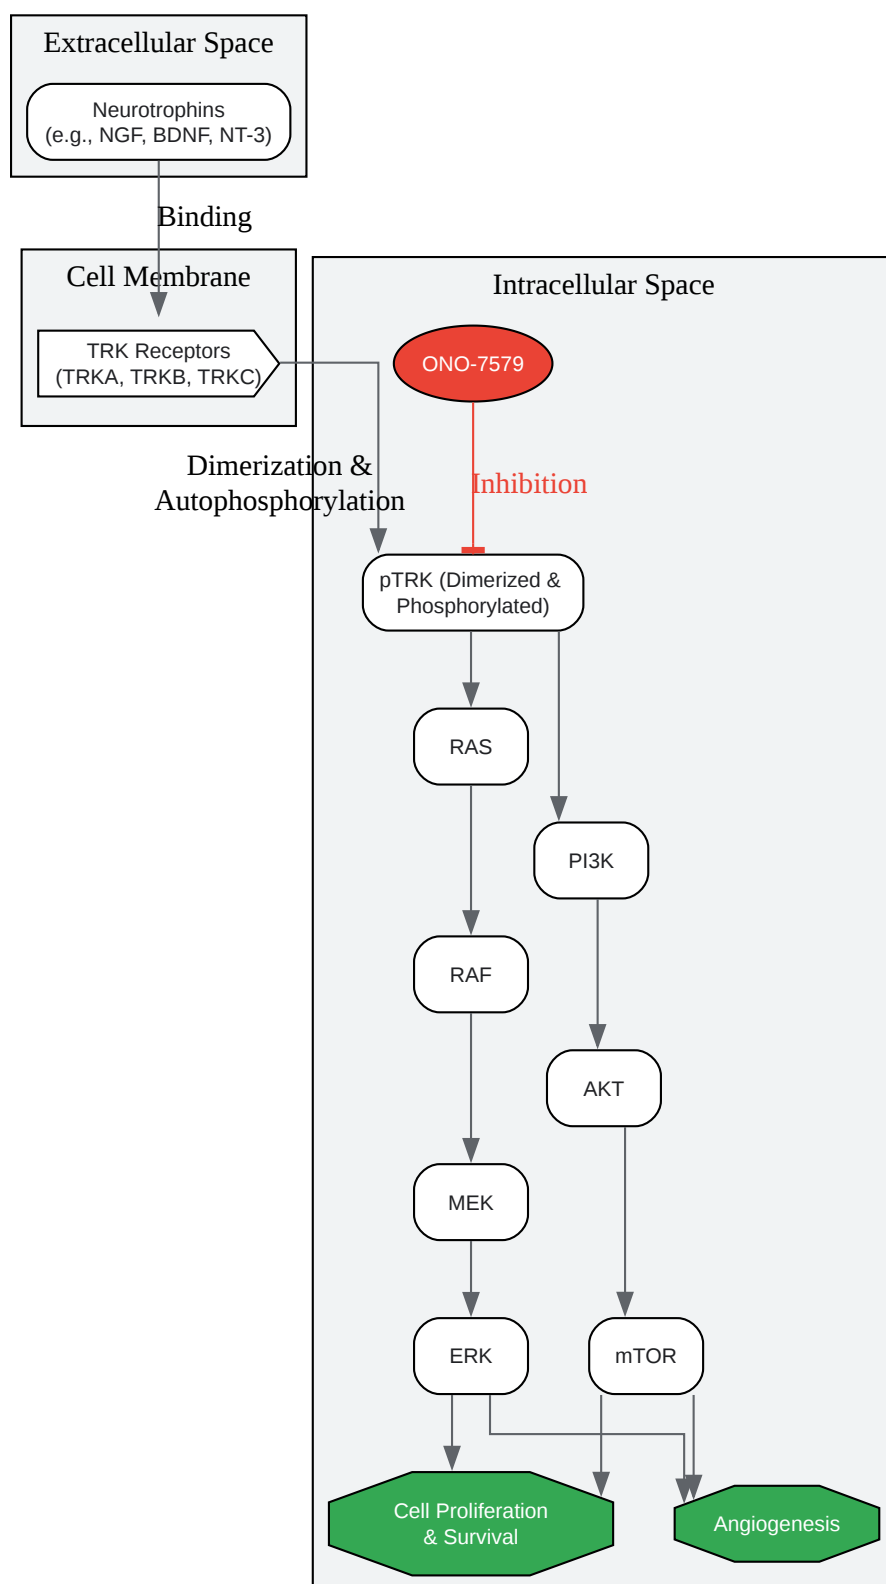 Extracellular Space
Neurotrophins
(e.g., NGF, BDNF, NT-3)
Binding
Cell Membrane
TRK Receptors
(TRKA, TRKB, TRKC)
Intracellular Space
ONO-7579
Dimerization &
Autophosphorylation
Inhibition
pTRK (Dimerized &
Phosphorylated)
RAS
PI3K
RAF
AKT
MEK
ERK
mTOR
Cell Proliferation
& Survival
Angiogenesis